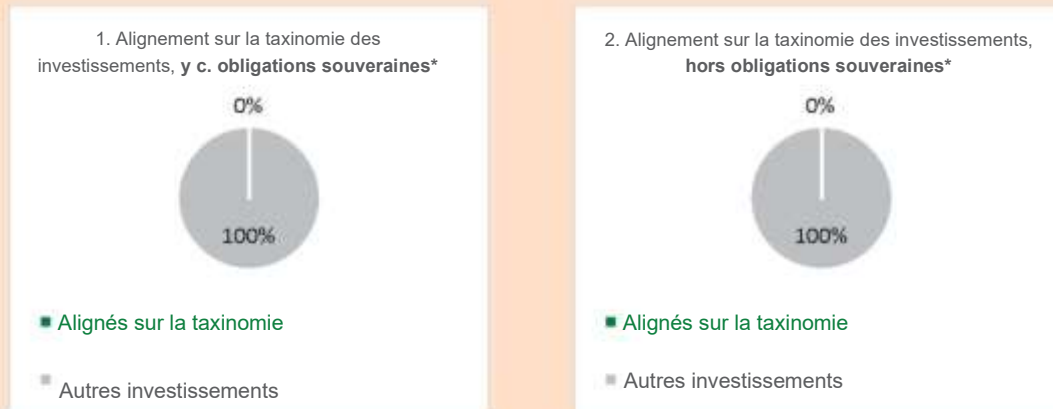 1. Alignement sur la taxinomie des
investissements, y c. obligations souveraines*
0%
100%
Alignés sur la taxinomie
Autres investissements
2. Alignement sur la taxinomie des investissements,
hors obligations souveraines*
0%
100%
Alignés sur la taxinomie
Autres investissements